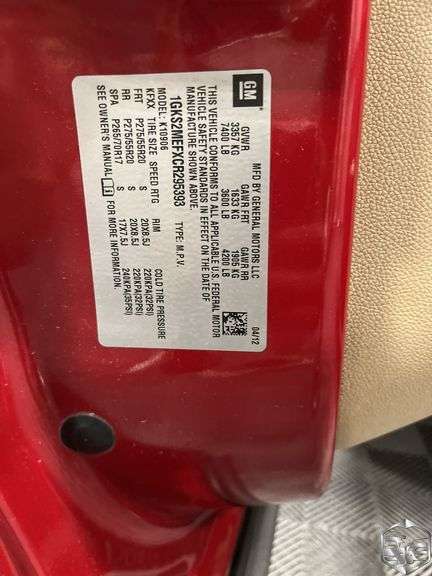 GM
MFD BY GENERAL MOTORS LLC 04/12
GVWR GAWR FRT GAWR RR
3357 KG 1633 KG 1905 KG
7400 LB 3600 LB 4200 LB
THIS VEHICLE CONFORMS TO ALL APPLICABLE U.S. FEDERAL MOTOR
VEHICLE SAFETY STANDARDS IN EFFECT ON THE DATE OF
MANUFACTURE SHOWN ABOVE.
1GKS2MEFXCR295393 TYPE: M.P.V.
MODEL: K10906
KFXX TIRE SIZE SPEED RTG RIM COLD TIRE PRESSURE
FRT P275/55R20 S 20X8.5J 220KPA(32PSI)
RR P275/55R20 S 20X8.5J 220KPA(32PSI)
SPA P265/70R17 S 17X7.5J 240KPA(35PSI)
SEE OWNER'S MANUAL FOR MORE INFORMATION.